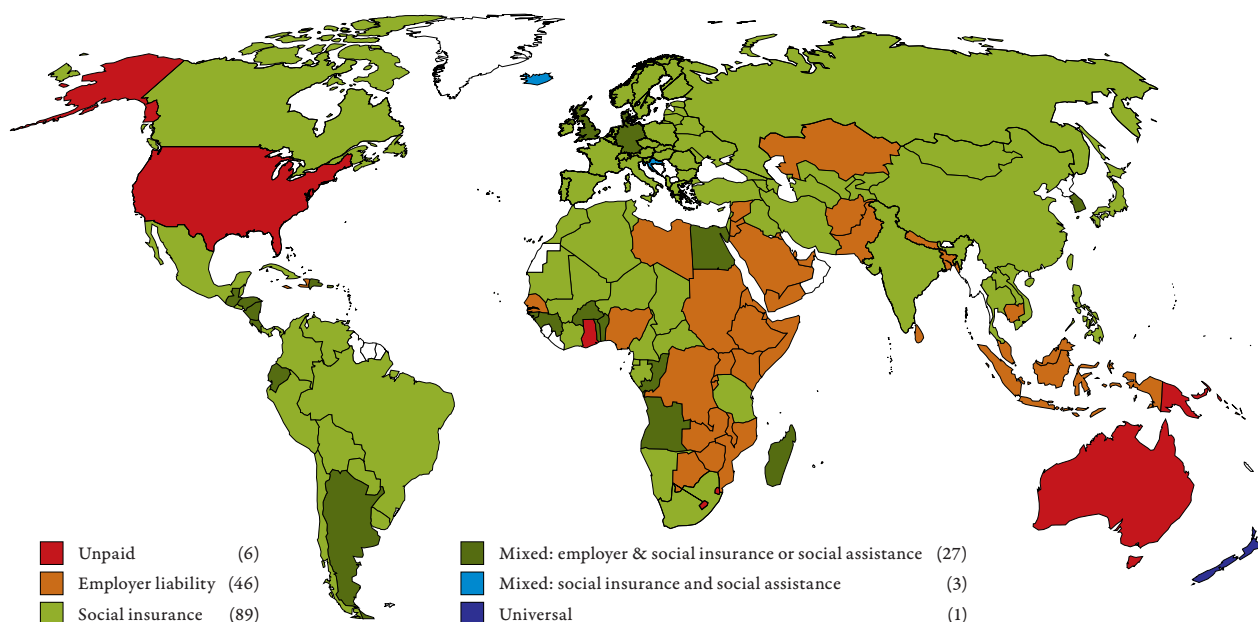 Unpaid (6)
Employer liability (46)
Social insurance (89)
Mixed: employer & social insurance or social assistance (27)
Mixed: social insurance and social assistance (3)
Universal (1)